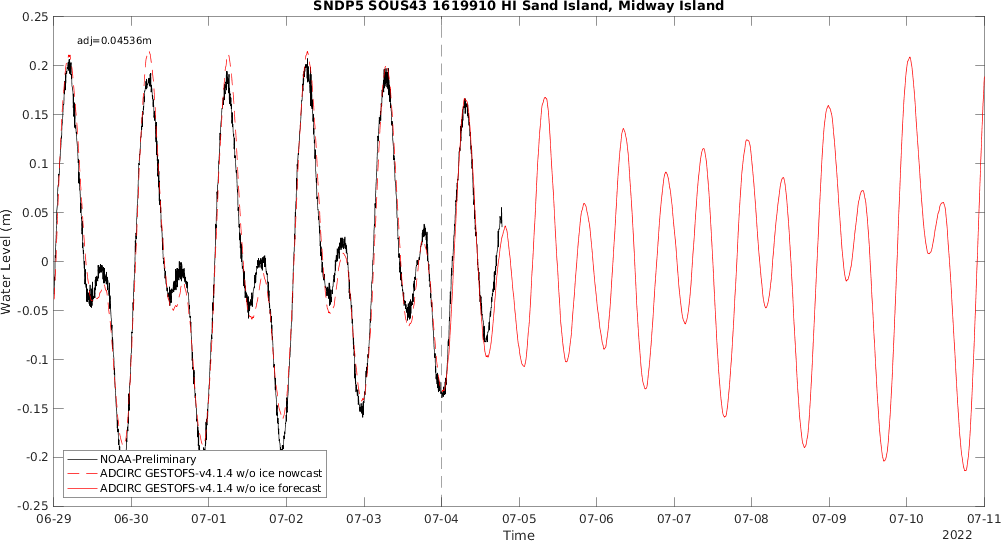 SNDP5 SOUS43 1619910 HI Sand Island, Midway Island
adj=0.04536m
0.25
0.2
0.15
0.1
0.05
0
-0.05
-0.1
-0.15
-0.2
-0.25
Water Level (m)
NOAA-Preliminary
ADCIRC GESTOFS-v4.1.4 w/o ice nowcast
ADCIRC GESTOFS-v4.1.4 w/o ice forecast
06-29 06-30 07-01 07-02 07-03 07-04 07-05 07-06 07-07 07-08 07-09 07-10 07-11
Time
2022